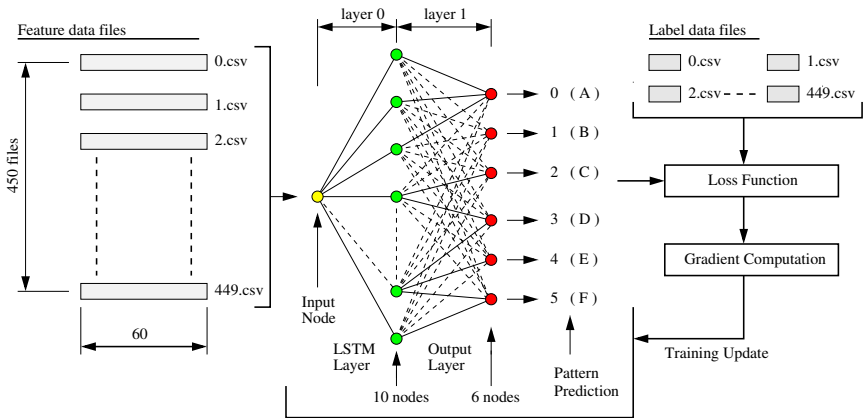 Feature data files
0.csv
1.csv
2.csv
450 files
449.csv
60
layer 0
layer 1
Input
Node
LSTM
Layer
Output
Layer
10 nodes
6 nodes
0 ( A )
1 ( B )
2 ( C )
3 ( D )
4 ( E )
5 ( F )
Pattern
Prediction
Label data files
0.csv
1.csv
2.csv
449.csv
Loss Function
Gradient Computation
Training Update